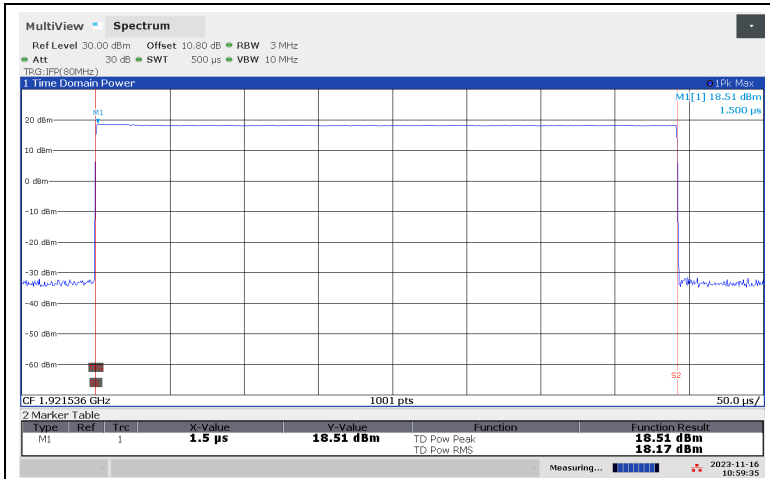 MultiView Spectrum
Ref Level 30.00 dBm Offset 10.80 dB RBW 3 MHz
Att 30 dB SWT 500 µs VBW 10 MHz
TRG:IFP(80MHz)
1 Time Domain Power 1Pk Max
M1[1] 18.51 dBm
1.500 µs
M1
20 dBm
10 dBm
0 dBm
-10 dBm
-20 dBm
-30 dBm
-40 dBm
-50 dBm
-60 dBm
S2
CF 1.921536 GHz 1001 pts 50.0 µs/
2 Marker Table
Type Ref Trc X-Value Y-Value Function Function Result
M1 1 1.5 µs 18.51 dBm TD Pow Peak 18.51 dBm
TD Pow RMS 18.17 dBm
Measuring... 2023-11-16
10:59:35